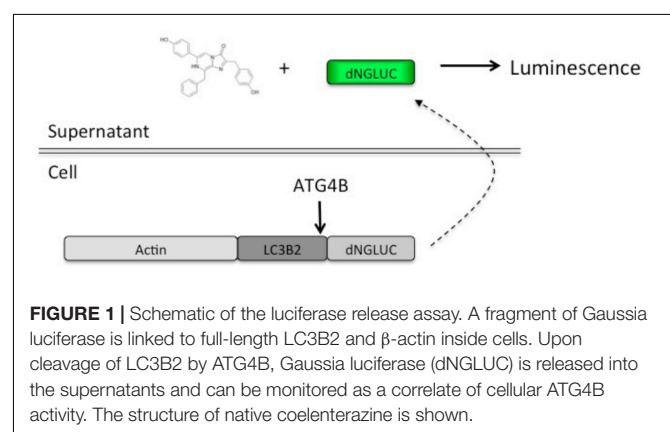 HO
O
N
N
HN
N
OH
+
dNGLUC
Luminescence
Supernatant
Cell
ATG4B
Actin
LC3B2
dNGLUC
FIGURE 1 | Schematic of the luciferase release assay. A fragment of Gaussia
luciferase is linked to full-length LC3B2 and β-actin inside cells. Upon
cleavage of LC3B2 by ATG4B, Gaussia luciferase (dNGLUC) is released into
the supernatants and can be monitored as a correlate of cellular ATG4B
activity. The structure of native coelenterazine is shown.